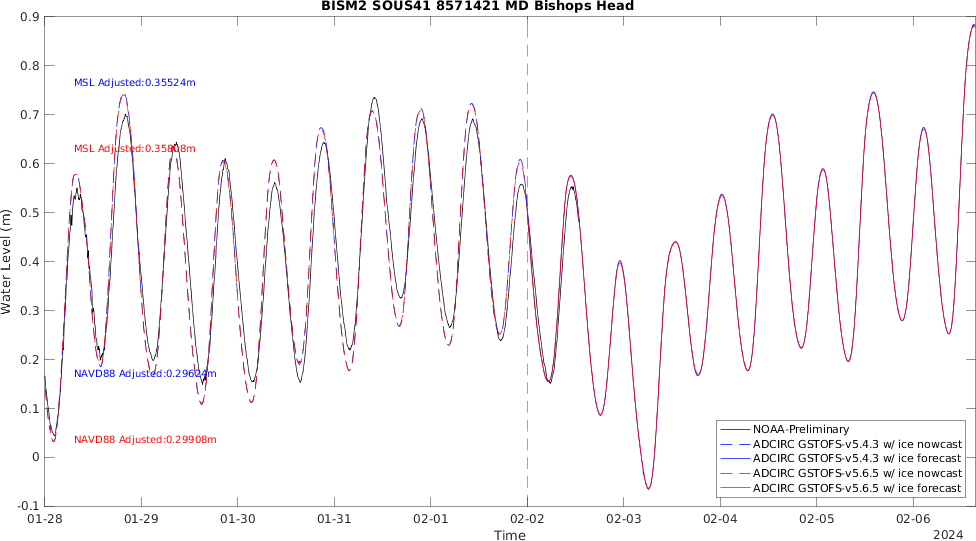 BISM2 SOUS41 8571421 MD Bishops Head
0.9
0.8
0.7
0.6
0.5
0.4
0.3
0.2
0.1
0
-0.1
Water Level (m)
MSL Adjusted:0.35524m
MSL Adjusted:0.35808m
NAVD88 Adjusted:0.29624m
NAVD88 Adjusted:0.29908m
NOAA-Preliminary
ADCIRC GSTOFS-v5.4.3 w/ ice nowcast
ADCIRC GSTOFS-v5.4.3 w/ ice forecast
ADCIRC GSTOFS-v5.6.5 w/ ice nowcast
ADCIRC GSTOFS-v5.6.5 w/ ice forecast
01-28 01-29 01-30 01-31 02-01 02-02 02-03 02-04 02-05 02-06
Time
2024